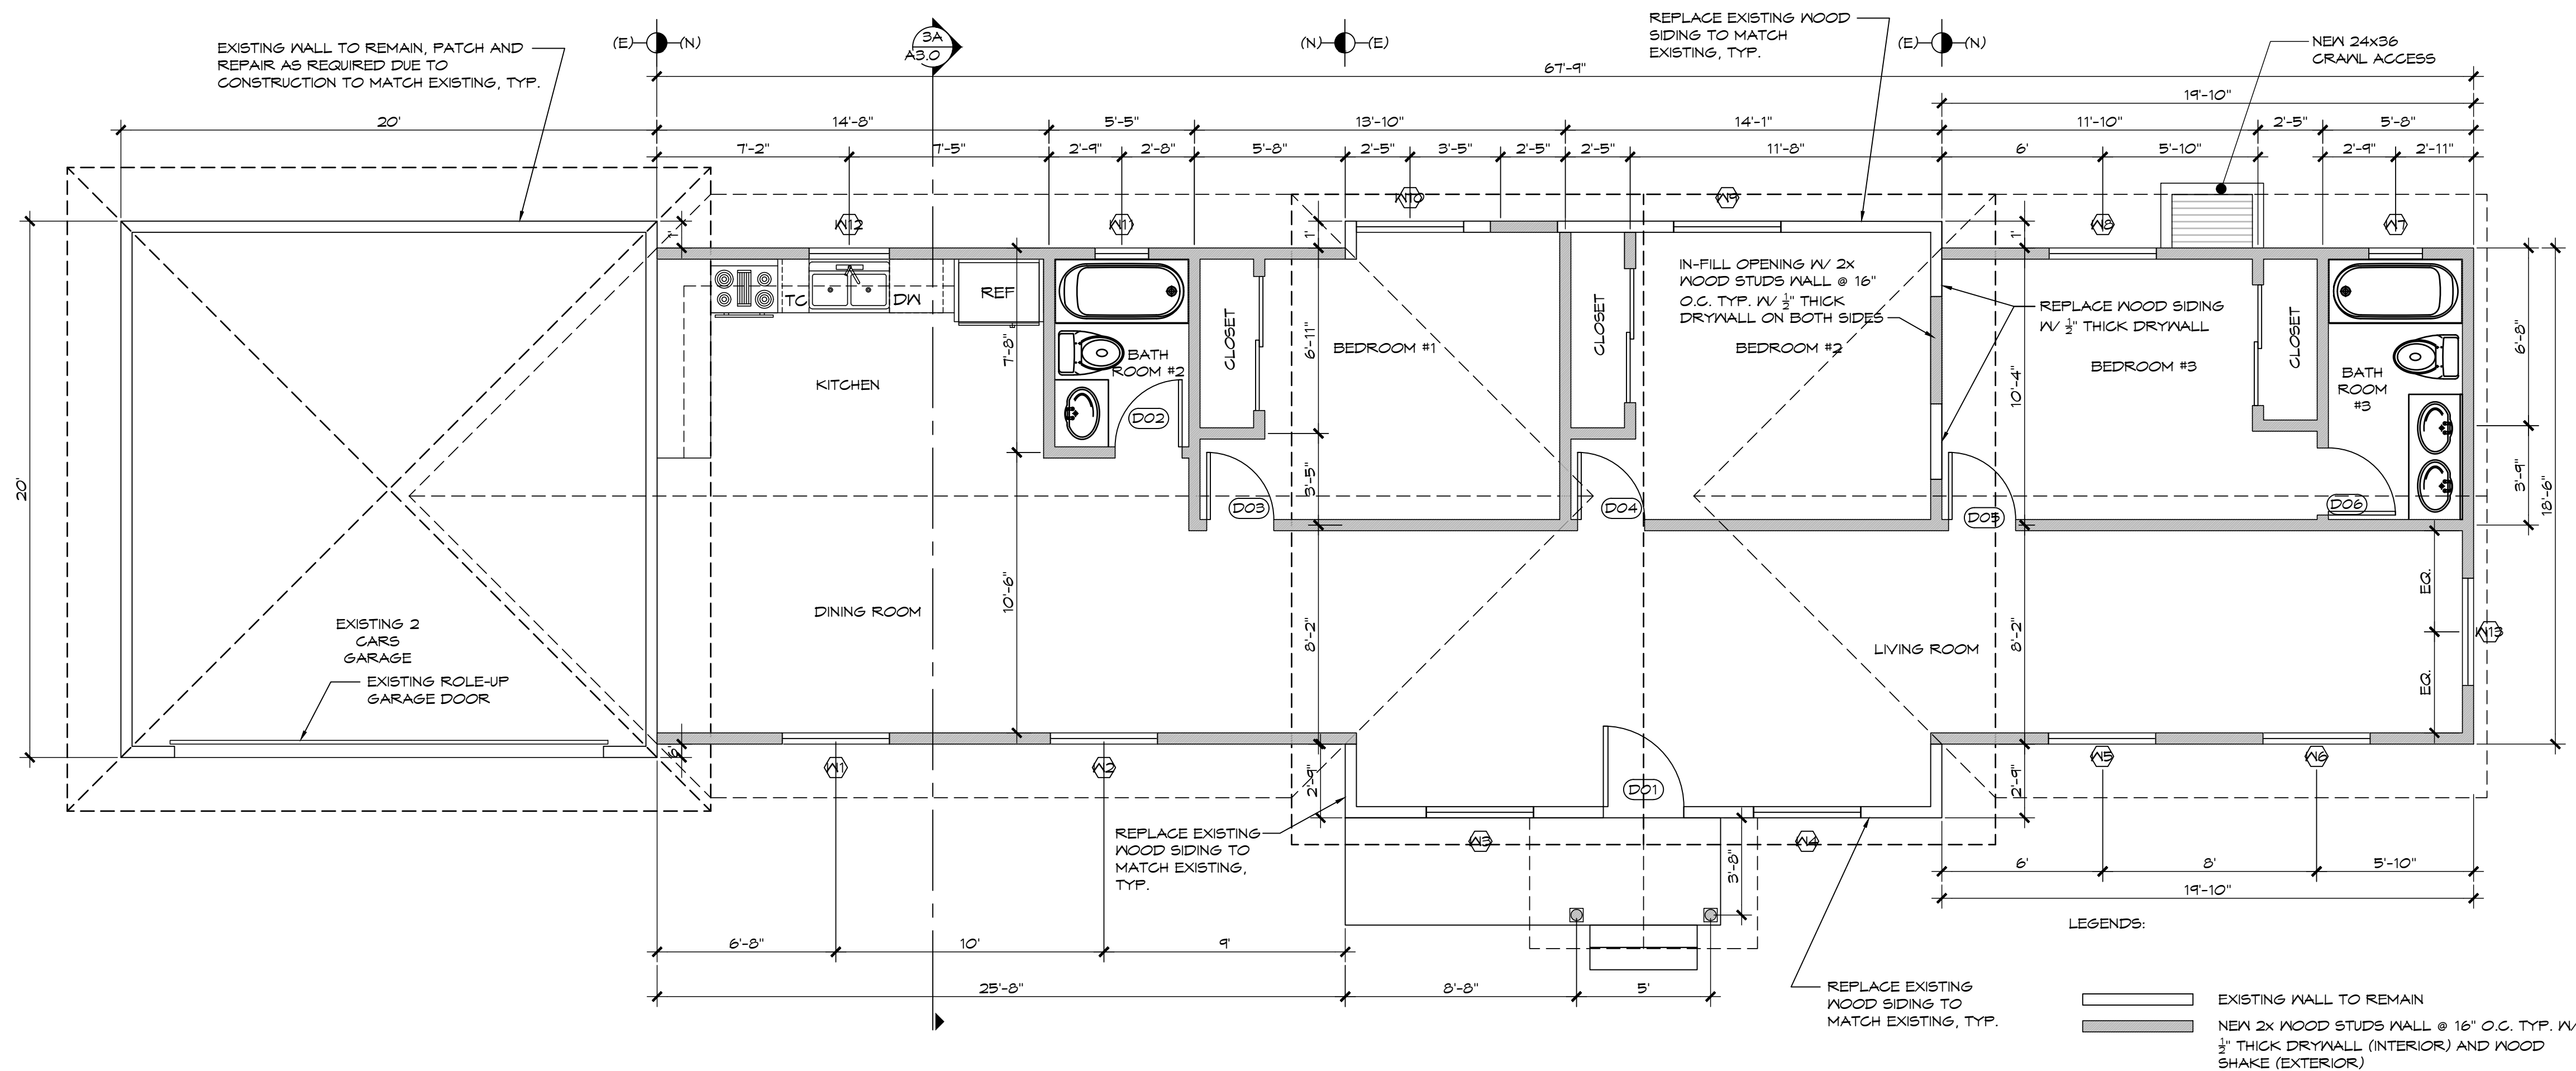 REPLACE EXISTING WOOD
SIDING TO MATCH
EXISTING, TYP.
EXISTING WALL TO REMAIN, PATCH AND
REPAIR AS REQUIRED DUE TO
CONSTRUCTION TO MATCH EXISTING, TYP.
(E) (N)
3A
A3.0
(N) (E)
(E) (N)
NEW 24x36
CRAWL ACCESS
67'-9"
19'-10"
20'
14'-8"
5'-5"
13'-10"
14'-1"
11'-10"
2'-5"
5'-8"
7'-2"
7'-5"
2'-9"
2'-8"
5'-8"
2'-5"
3'-5"
2'-5"
2'-5"
11'-8"
6'
5'-10"
2'-9"
2'-11"
W10
W9
W12
W11
W8
W7
1'
1'
1'
IN-FILL OPENING W/ 2x
WOOD STUDS WALL @ 16"
O.C. TYP. W/ ½" THICK
DRYWALL ON BOTH SIDES
REPLACE WOOD SIDING
W/ ½" THICK DRYWALL
TC
DW
REF
7'-8"
CLOSET
6'-11"
CLOSET
CLOSET
6'-8"
BATH
ROOM #2
BEDROOM #1
BEDROOM #2
BEDROOM #3
BATH
ROOM
#3
KITCHEN
10'-4"
D02
20'
3'-5"
3'-9"
18'-6"
D03
D04
D05
D06
10'-6"
EQ.
DINING ROOM
EXISTING 2
CARS
GARAGE
8'-2"
LIVING ROOM
8'-2"
W13
EXISTING ROLE-UP
GARAGE DOOR
EQ.
W1
W2
W5
W6
2'-9"
D01
2'-9"
REPLACE EXISTING
WOOD SIDING TO
MATCH EXISTING,
TYP.
W3
W4
3'-8"
6'
8'
5'-10"
19'-10"
6'-8"
10'
9'
25'-8"
8'-8"
5'
REPLACE EXISTING
WOOD SIDING TO
MATCH EXISTING, TYP.
LEGENDS:
EXISTING WALL TO REMAIN
NEW 2x WOOD STUDS WALL @ 16" O.C. TYP. W/
½" THICK DRYWALL (INTERIOR) AND WOOD
SHAKE (EXTERIOR)